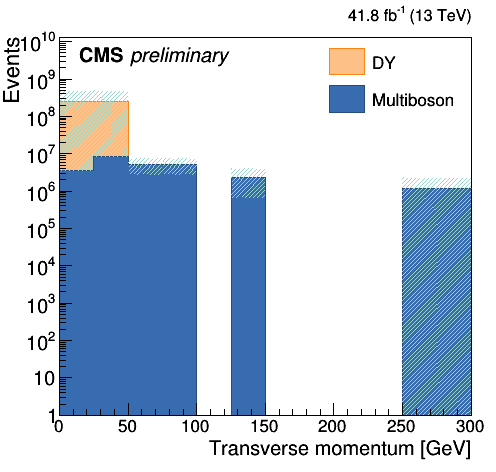 41.8 fb⁻¹ (13 TeV)
CMS preliminary
DY
Multiboson
Events
10¹⁰
10⁹
10⁸
10⁷
10⁶
10⁵
10⁴
10³
10²
10
1
0 50 100 150 200 250 300
Transverse momentum [GeV]